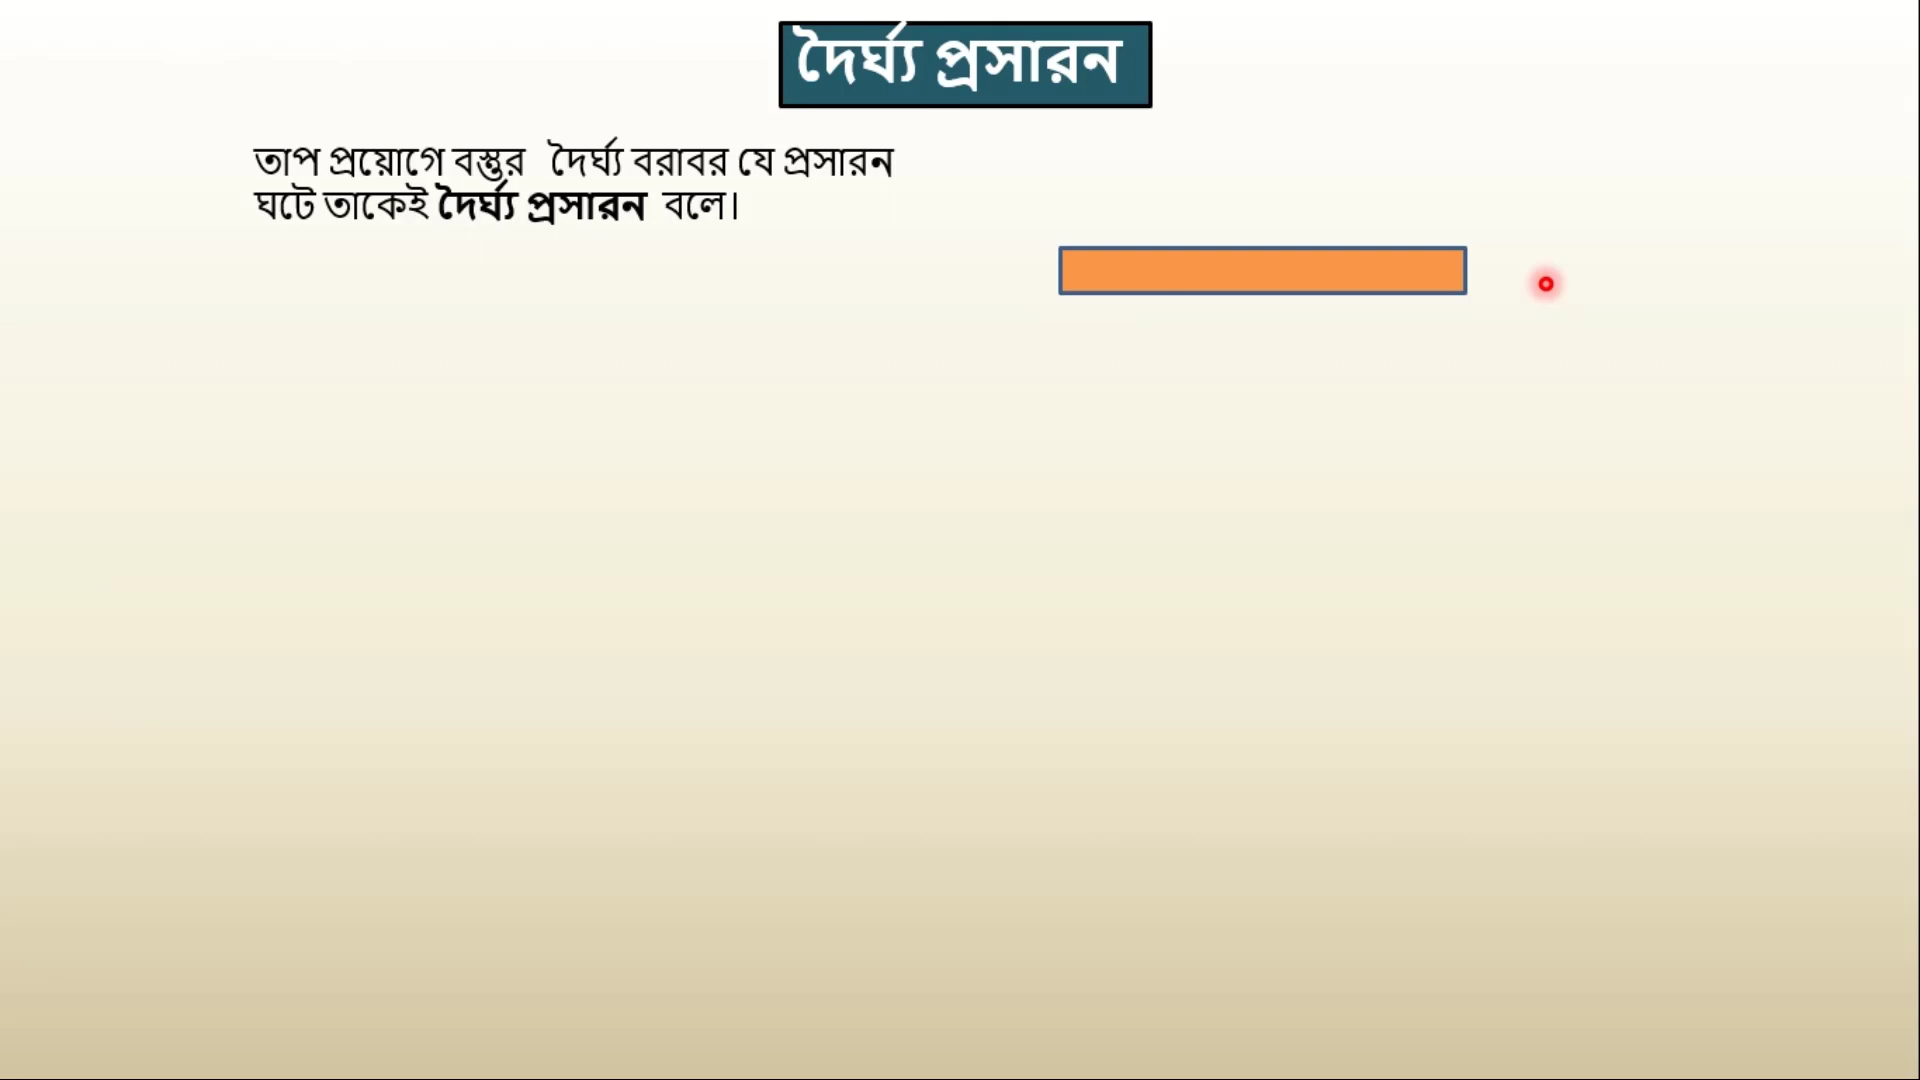 দৈর্ঘ্য প্রসারন
তাপ প্রয়োগে বস্তুর দৈর্ঘ্য বরাবর যে প্রসারন
ঘটে তাকেই দৈর্ঘ্য প্রসারন বলে।